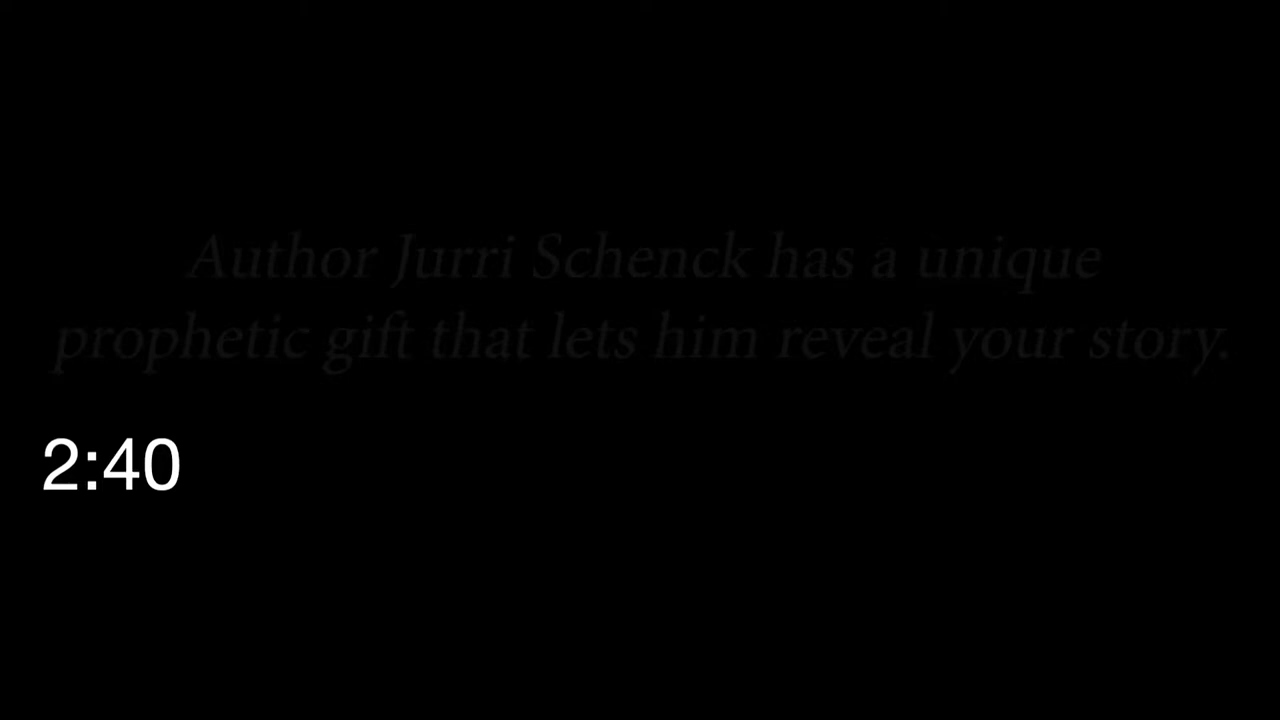 Author Jurri Schenck has a unique
prophetic gift that lets him reveal your story.
2:40